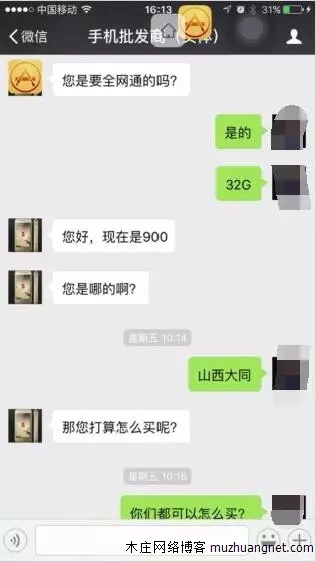 中国移动 16:13 31%
微信 手机批发商（实体）
您是要全网通的吗?
是的
32G
您好，现在是900
您是哪的啊?
星期五 10:14
山西大同
那您打算怎么买呢?
星期五 10:16
你们都可以怎么买?
木庄网络博客 muzhuangnet.com